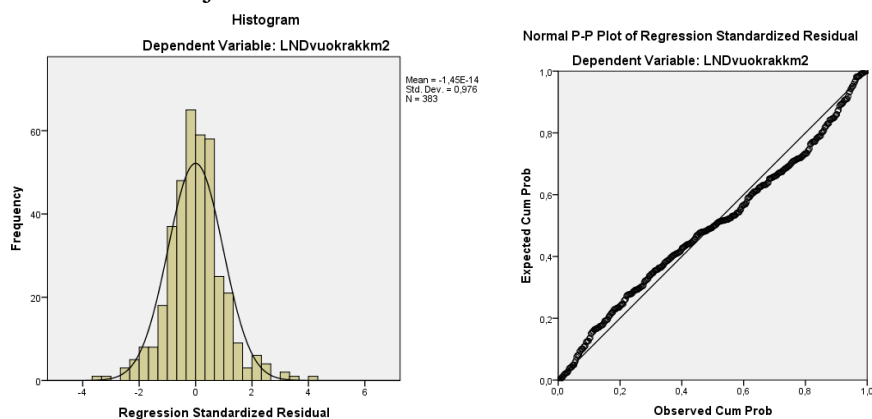 Histogram
Dependent Variable: LNDvuokrakkm2
Mean = -1,45E-14
Std. Dev. = 0,976
N = 383
Frequency
60
40
20
0
-4
-2
0
2
4
6
Regression Standardized Residual
Normal P-P Plot of Regression Standardized Residual
Dependent Variable: LNDvuokrakkm2
Expected Cum Prob
1,0
0,8
0,6
0,4
0,2
0,0
0,0
0,2
0,4
0,6
0,8
1,0
Observed Cum Prob